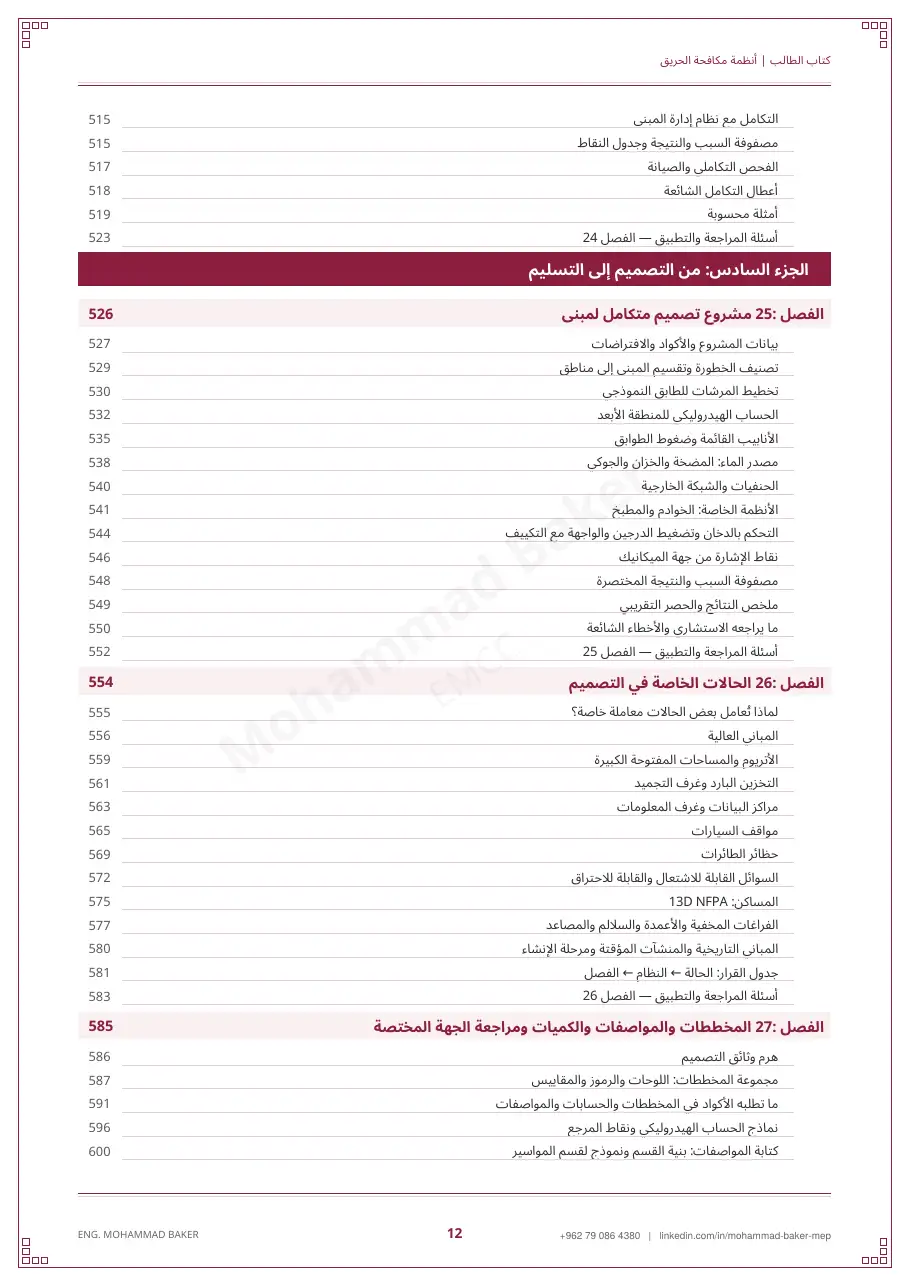 كتاب الطالب | أنظمة مكافحة الحريق
التكامل مع نظام إدارة المبنى 515
مصفوفة السبب والنتيجة وجدول النقاط 515
الفحص التكاملي والصيانة 517
أعطال التكامل الشائعة 518
أمثلة محسوبة 519
أسئلة المراجعة والتطبيق — الفصل 24 523
الجزء السادس: من التصميم إلى التسليم
الفصل :25 مشروع تصميم متكامل لمبنى 526
بيانات المشروع والأكواد والافتراضات 527
تصنيف الخطورة وتقسيم المبنى إلى مناطق 529
تخطيط المرشات للطابق النموذجي 530
الحساب الهيدروليكي للمنطقة الأبعد 532
الأنابيب القائمة وضغوط الطوابق 535
مصدر الماء: المضخة والخزان والجوكي 538
الحنفيات والشبكة الخارجية 540
الأنظمة الخاصة: الخوادم والمطبخ 541
التحكم بالدخان وتضغيط الدرجين والواجهة مع التكييف 544
نقاط الإشارة من جهة الميكانيك 546
مصفوفة السبب والنتيجة المختصرة 548
ملخص النتائج والحصر التقريبي 549
ما يراجعه الاستشاري والأخطاء الشائعة 550
أسئلة المراجعة والتطبيق — الفصل 25 552
الفصل :26 الحالات الخاصة في التصميم 554
لماذا تُعامل بعض الحالات معاملة خاصة؟ 555
المباني العالية 556
الأتريوم والمساحات المفتوحة الكبيرة 559
التخزين البارد وغرف التجميد 561
مراكز البيانات وغرف المعلومات 563
مواقف السيارات 565
حظائر الطائرات 569
السوائل القابلة للاشتعال والقابلة للاحتراق 572
المساكن: 13D NFPA 575
الفراغات المخفية والأعمدة والسلالم والمصاعد 577
المباني التاريخية والمنشآت المؤقتة ومرحلة الإنشاء 580
جدول القرار: الحالة ← النظام ← الفصل 581
أسئلة المراجعة والتطبيق — الفصل 26 583
الفصل :27 المخططات والمواصفات والكميات ومراجعة الجهة المختصة 585
هرم وثائق التصميم 586
مجموعة المخططات: اللوحات والرموز والمقاييس 587
ما تطلبه الأكواد في المخططات والحسابات والمواصفات 591
نماذج الحساب الهيدروليكي ونقاط المرجع 596
كتابة المواصفات: بنية القسم ونموذج لقسم المواسير 600
Mohammad Baker
EMCC
ENG. MOHAMMAD BAKER 12 +962 79 086 4380 | linkedin.com/in/mohammad-baker-mep